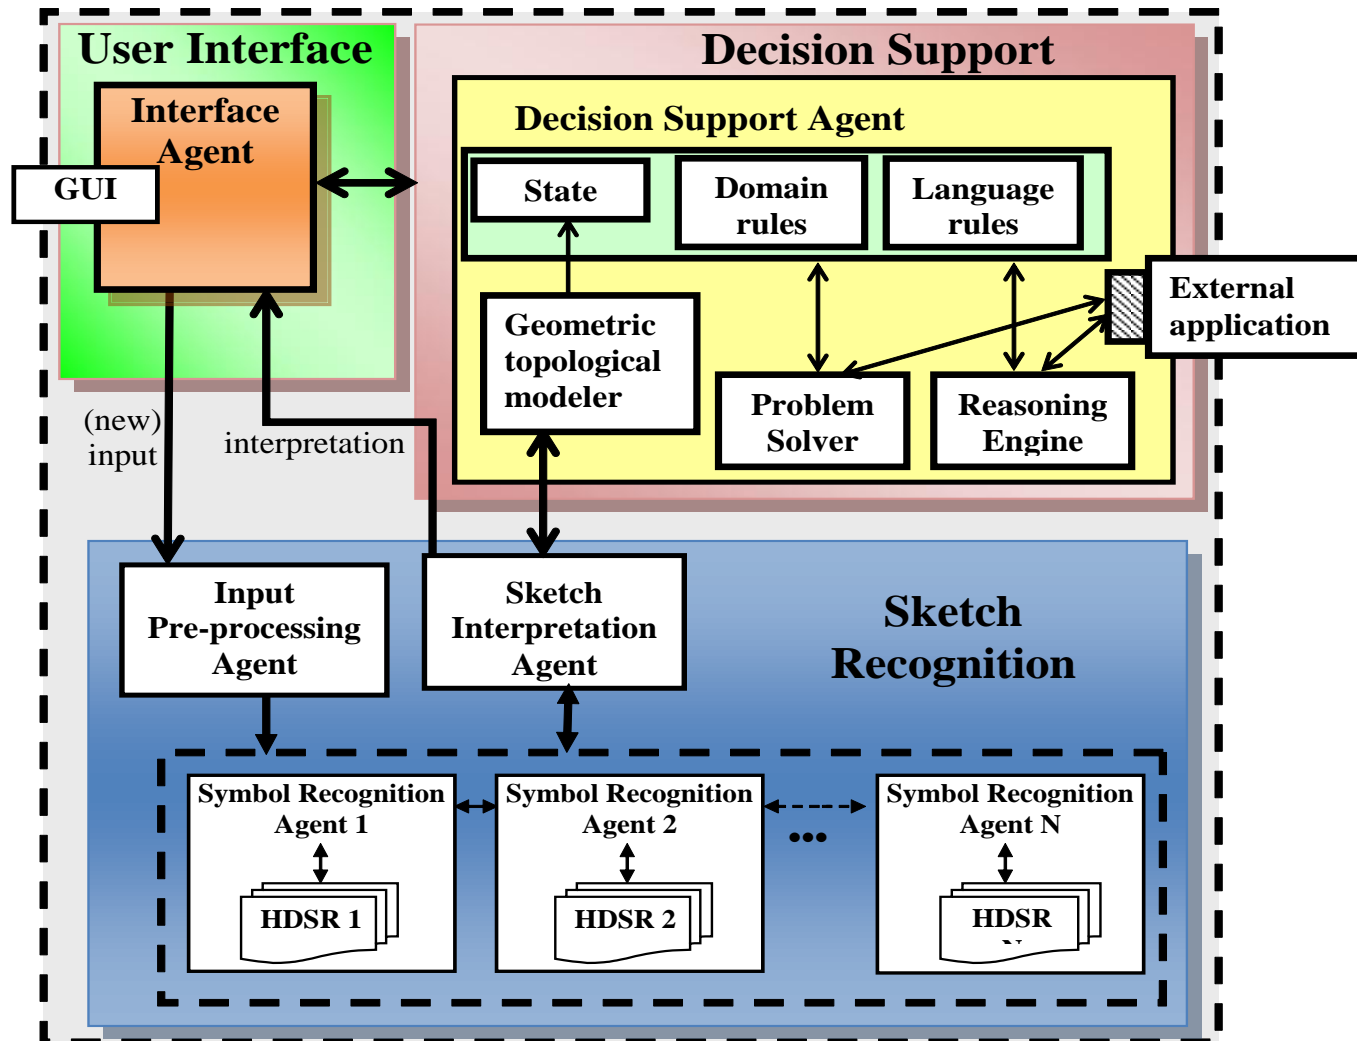 User Interface
Interface
Agent
GUI
Decision Support
Decision Support Agent
State
Domain
rules
Language
rules
Geometric
topological
modeler
Problem
Solver
Reasoning
Engine
External
application
(new)
input
interpretation
Input
Pre-processing
Agent
Sketch
Interpretation
Agent
Sketch
Recognition
Symbol Recognition
Agent 1
HDSR 1
Symbol Recognition
Agent 2
HDSR 2
...
Symbol Recognition
Agent N
HDSR